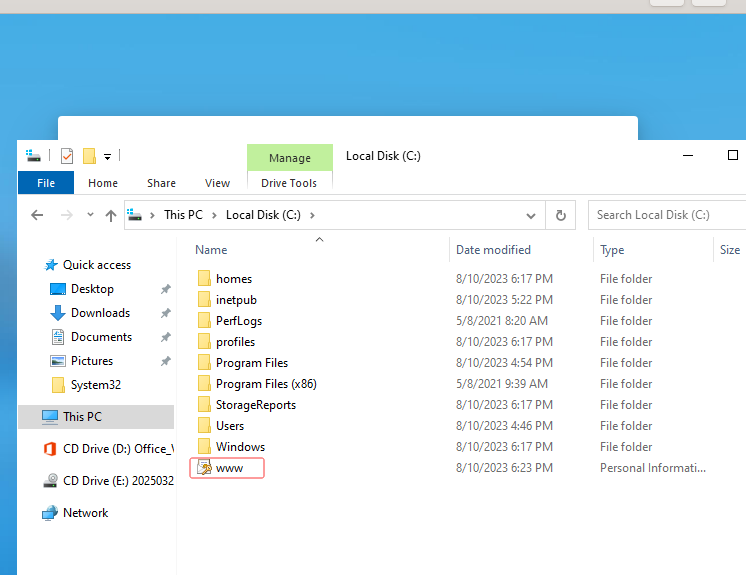 Manage
Local Disk (C:)
File
Home
Share
View
Drive Tools
This PC
Local Disk (C:)
Search Local Disk (C:)
Name
Date modified
Type
Size
Quick access
Desktop
Downloads
Documents
Pictures
System32
This PC
CD Drive (D:) Office_
CD Drive (E:) 2025032
Network
homes 8/10/2023 6:17 PM File folder
inetpub 8/10/2023 5:22 PM File folder
PerfLogs 5/8/2021 8:20 AM File folder
profiles 8/10/2023 6:17 PM File folder
Program Files 8/10/2023 4:54 PM File folder
Program Files (x86) 5/8/2021 9:39 AM File folder
StorageReports 8/10/2023 6:17 PM File folder
Users 8/10/2023 4:46 PM File folder
Windows 8/10/2023 6:17 PM File folder
www 8/10/2023 6:23 PM Personal Informati...